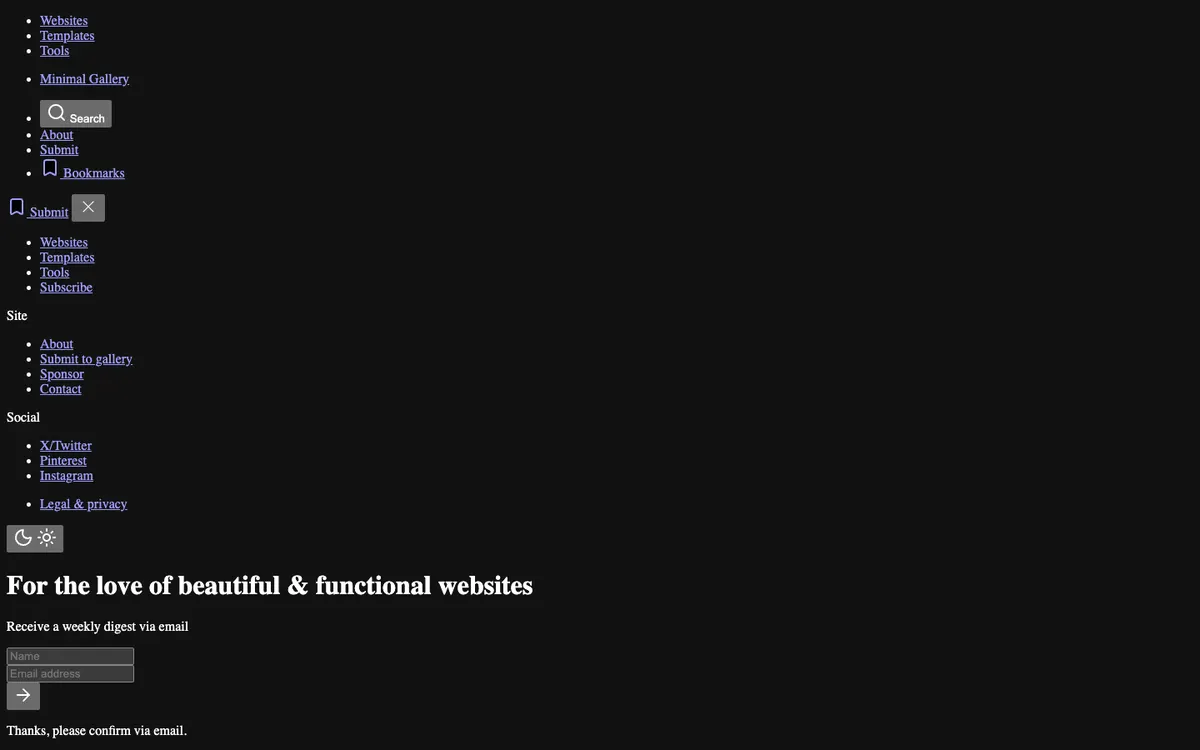 Websites
Templates
Tools
Minimal Gallery
Search
About
Submit
Bookmarks
Submit
Websites
Templates
Tools
Subscribe
Site
About
Submit to gallery
Sponsor
Contact
Social
X/Twitter
Pinterest
Instagram
Legal & privacy
For the love of beautiful & functional websites
Receive a weekly digest via email
Name
Email address
Thanks, please confirm via email.